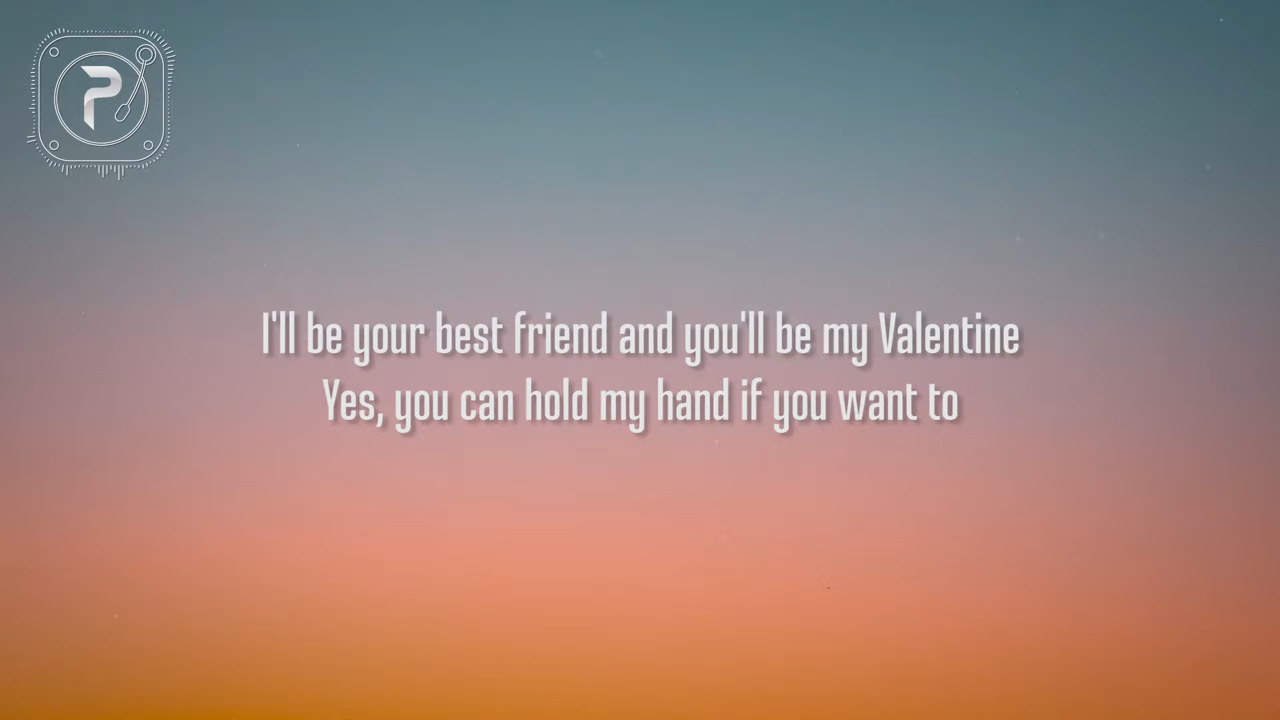 P
I'll be your best friend and you'll be my Valentine
Yes, you can hold my hand if you want to